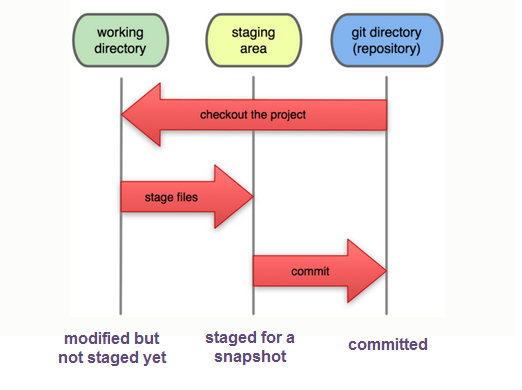 working
directory
staging
area
git directory
(repository)
checkout the project
stage files
commit
modified but
not staged yet
staged for a
snapshot
committed